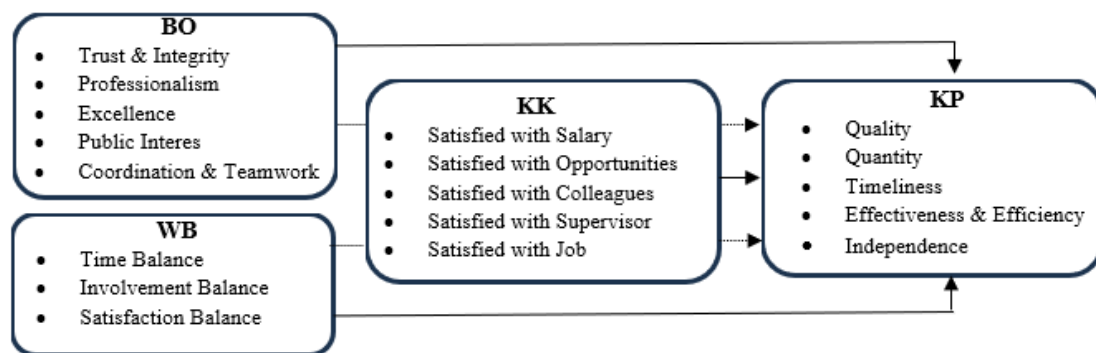 BO
• Trust & Integrity
• Professionalism
• Excellence
• Public Interes
• Coordination & Teamwork
WB
• Time Balance
• Involvement Balance
• Satisfaction Balance
KK
• Satisfied with Salary
• Satisfied with Opportunities
• Satisfied with Colleagues
• Satisfied with Supervisor
• Satisfied with Job
KP
• Quality
• Quantity
• Timeliness
• Effectiveness & Efficiency
• Independence